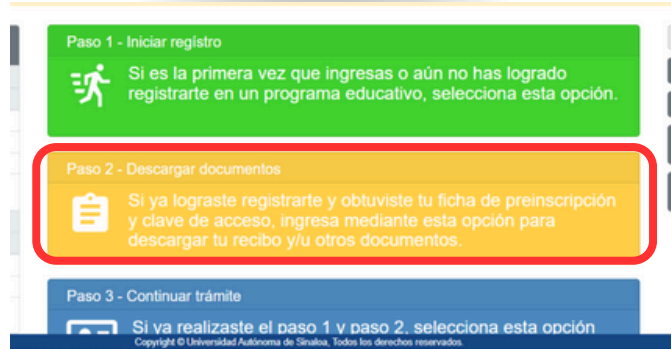 Paso 1 - Iniciar registro
Si es la primera vez que ingresas o aún no has logrado
registrarte en un programa educativo, selecciona esta opción.
Paso 2 - Descargar documentos
Si ya lograste registrarte y obtuviste tu ficha de preinscripción
y clave de acceso, ingresa mediante esta opción para
descargar tu recibo y/u otros documentos.
Paso 3 - Continuar trámite
Si ya realizaste el paso 1 y paso 2, selecciona esta opción
Copyright © Universidad Autónoma de Sinaloa, Todos los derechos reservados.